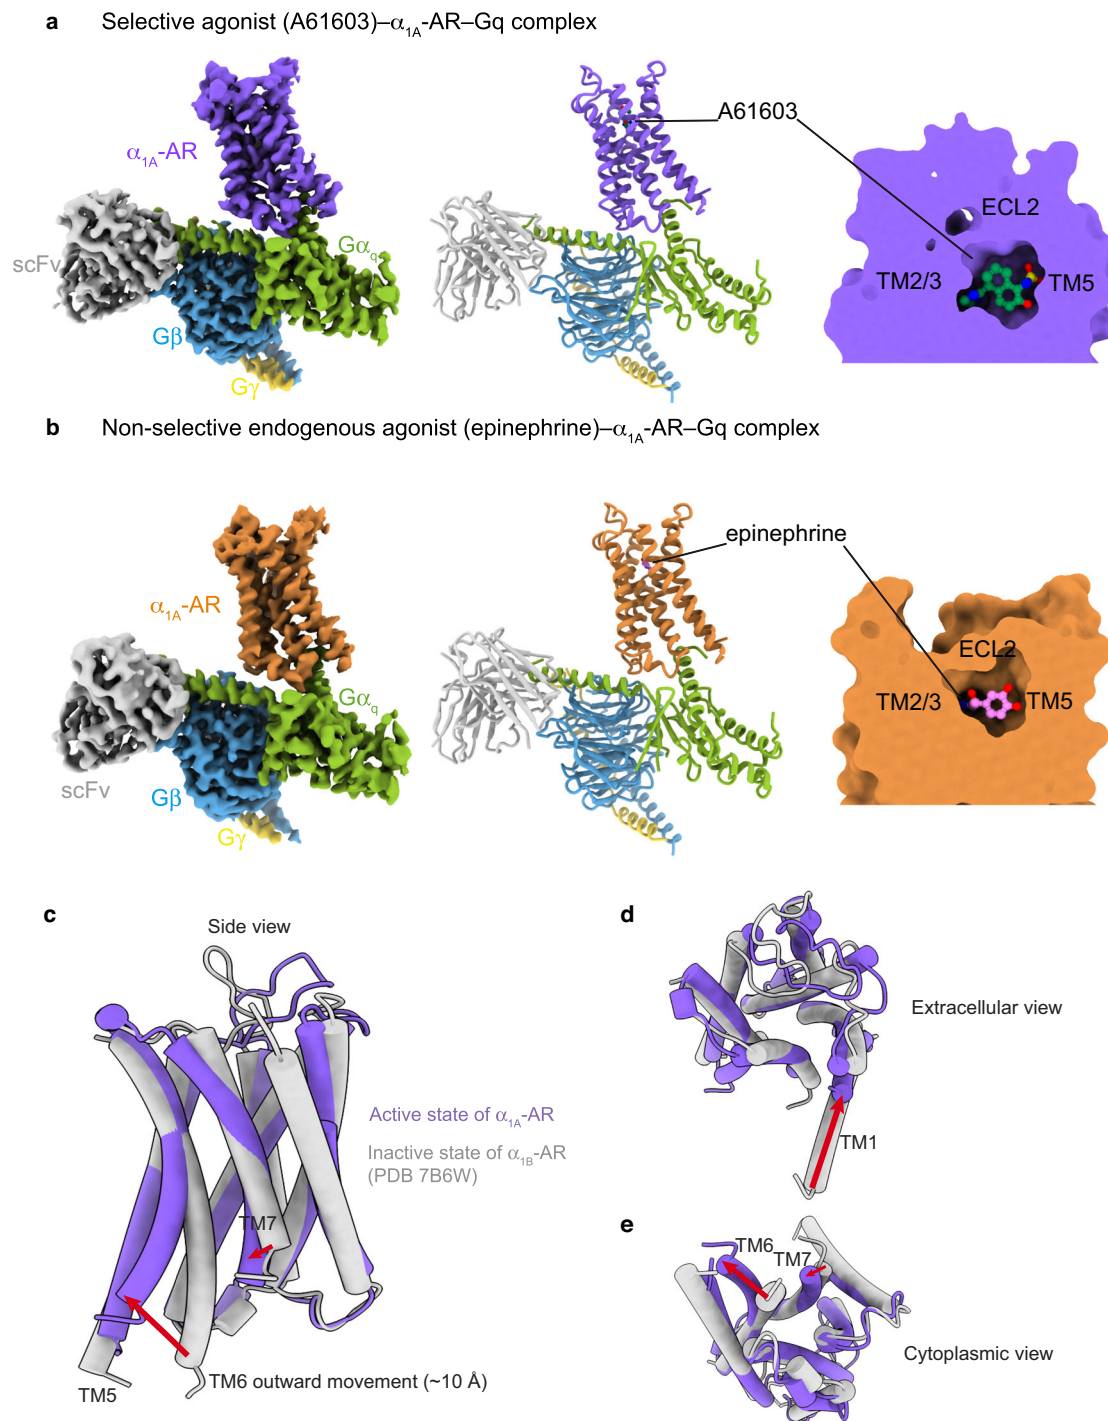 a Selective agonist (A61603)–α1A-AR–Gq complex
α1A-AR
scFv
Gαq
Gβ
Gγ
A61603
ECL2
TM2/3
TM5
b Non-selective endogenous agonist (epinephrine)–α1A-AR–Gq complex
α1A-AR
scFv
Gαq
Gβ
Gγ
epinephrine
ECL2
TM2/3
TM5
c
Side view
Active state of α1A-AR
Inactive state of α1B-AR
(PDB 7B6W)
TM7
TM5
TM6 outward movement (~10 Å)
d
Extracellular view
TM1
e
TM6
TM7
Cytoplasmic view